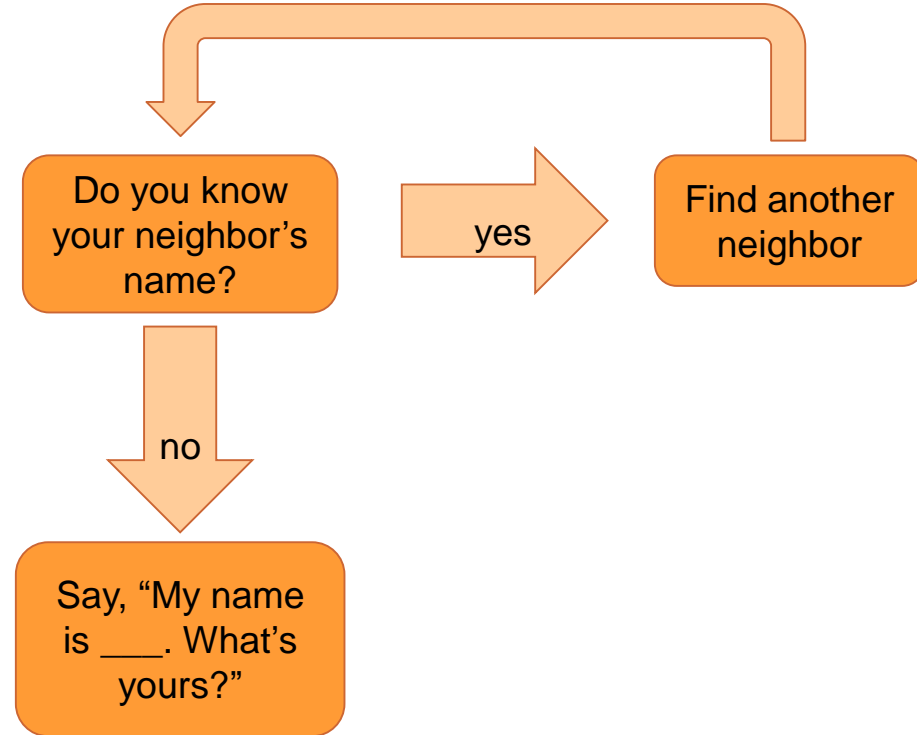 Do you know
your neighbor’s
name?
yes
Find another
neighbor
no
Say, “My name
is ___. What’s
yours?”